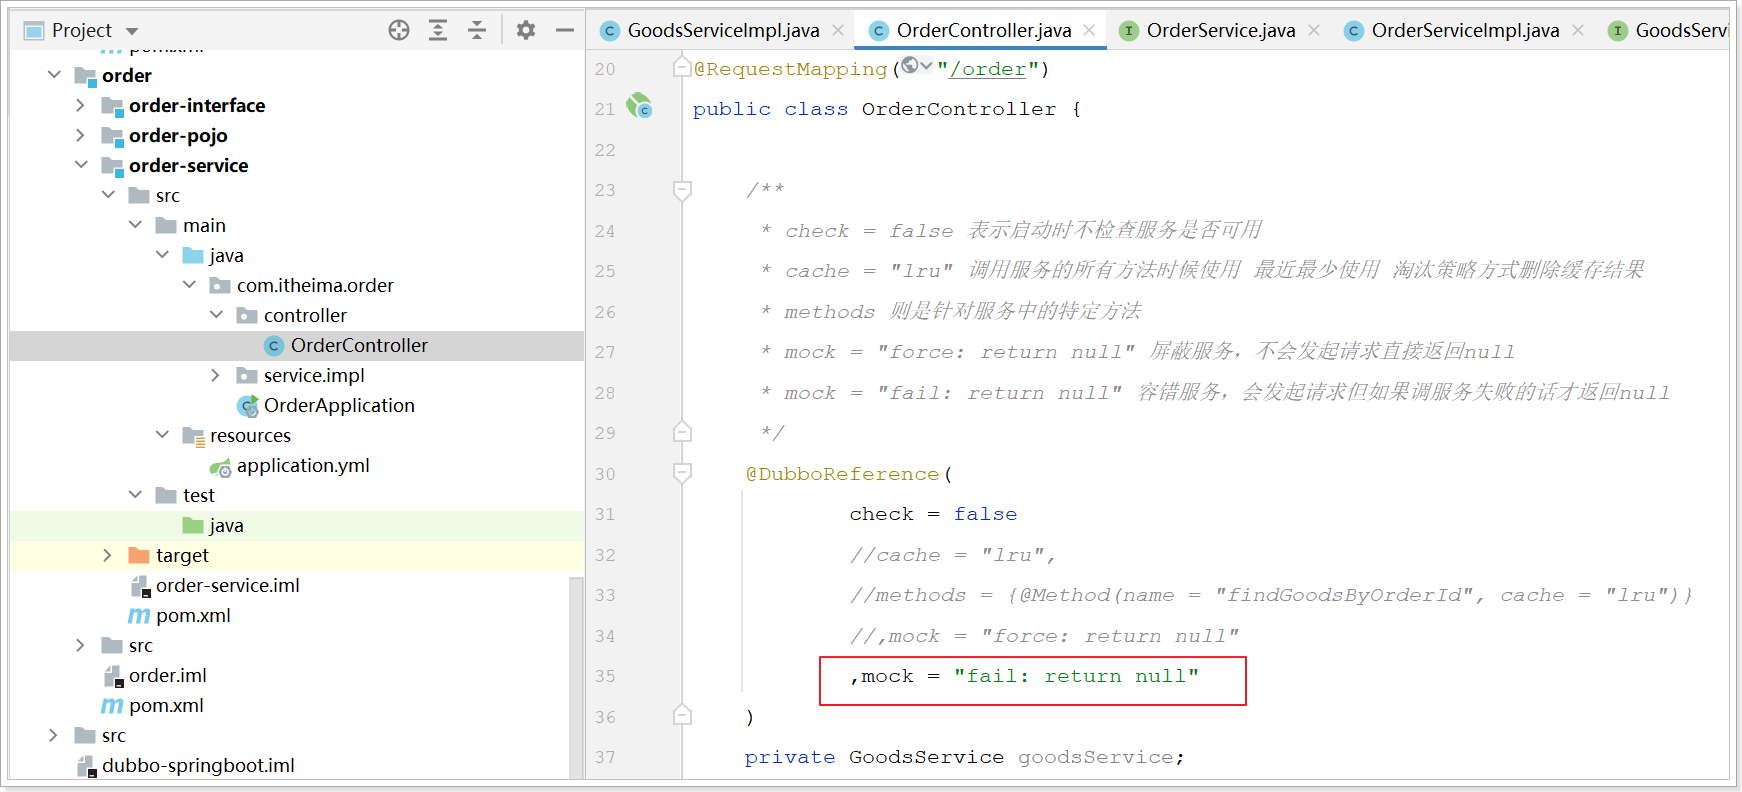 Project
pom.xml
order
order-interface
order-pojo
order-service
src
main
java
com.itheima.order
controller
OrderController
service.impl
OrderApplication
resources
application.yml
test
java
target
order-service.iml
pom.xml
src
order.iml
pom.xml
src
dubbo-springboot.iml
GoodsServiceImpl.java OrderController.java OrderService.java OrderServiceImpl.java GoodsServi
20 @RequestMapping("/order")
21 public class OrderController {
22
23 /**
24 * check = false 表示启动时不检查服务是否可用
25 * cache = "lru" 调用服务的所有方法时候使用 最近最少使用 淘汰策略方式删除缓存结果
26 * methods 则是针对服务中的特定方法
27 * mock = "force: return null" 屏蔽服务，不会发起请求直接返回null
28 * mock = "fail: return null" 容错服务，会发起请求但如果调服务失败的话才返回null
29 */
30 @DubboReference(
31 check = false
32 //cache = "lru",
33 //methods = {@Method(name = "findGoodsByOrderId", cache = "lru")}
34 //,mock = "force: return null"
35 ,mock = "fail: return null"
36 )
37 private GoodsService goodsService;